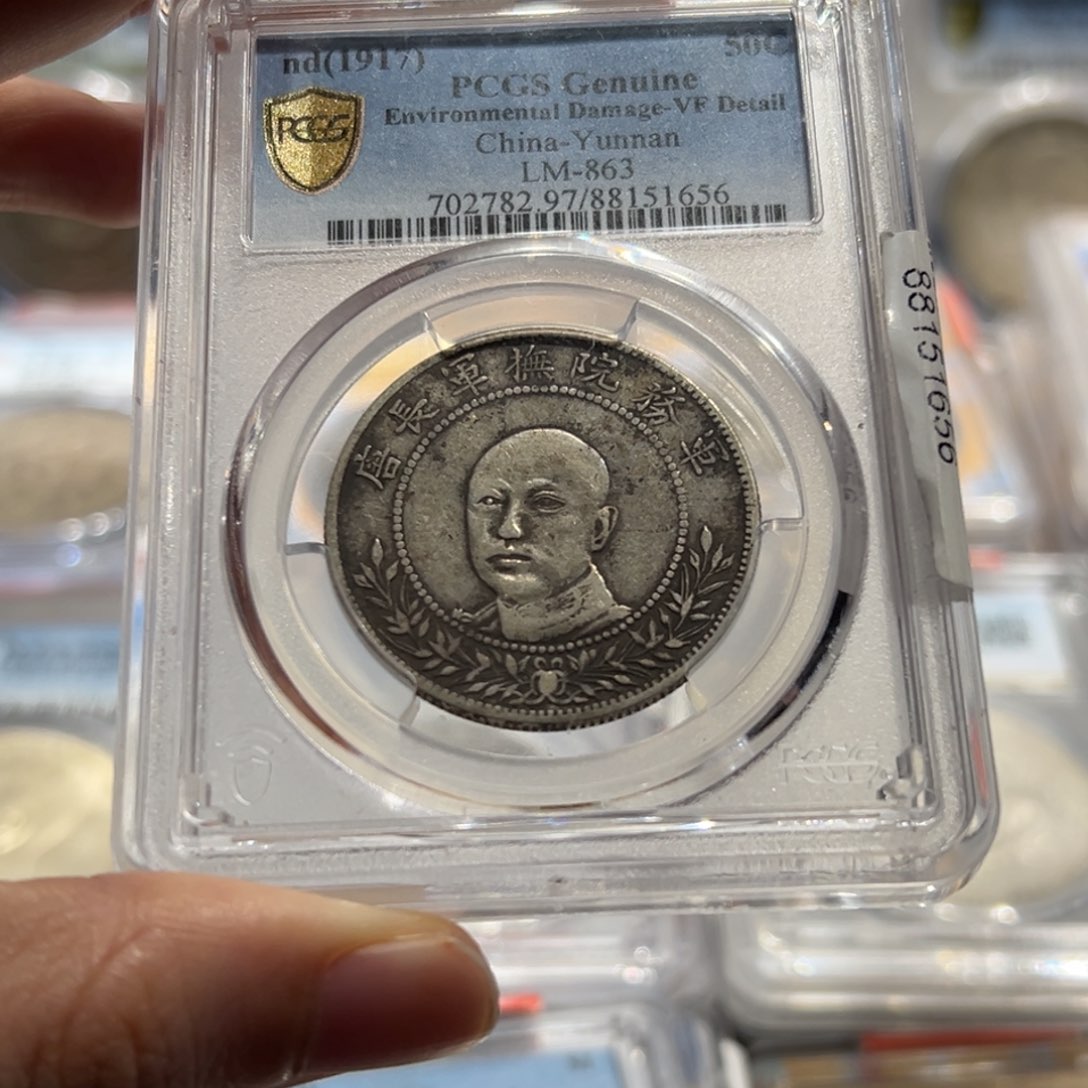 nd(1917) 50C
PCGS Genuine
PCGS
Environmental Damage-VF Detail
China-Yunnan
LM-863
702782.97/88151656
軍務院撫軍長唐
88151656
PCGS